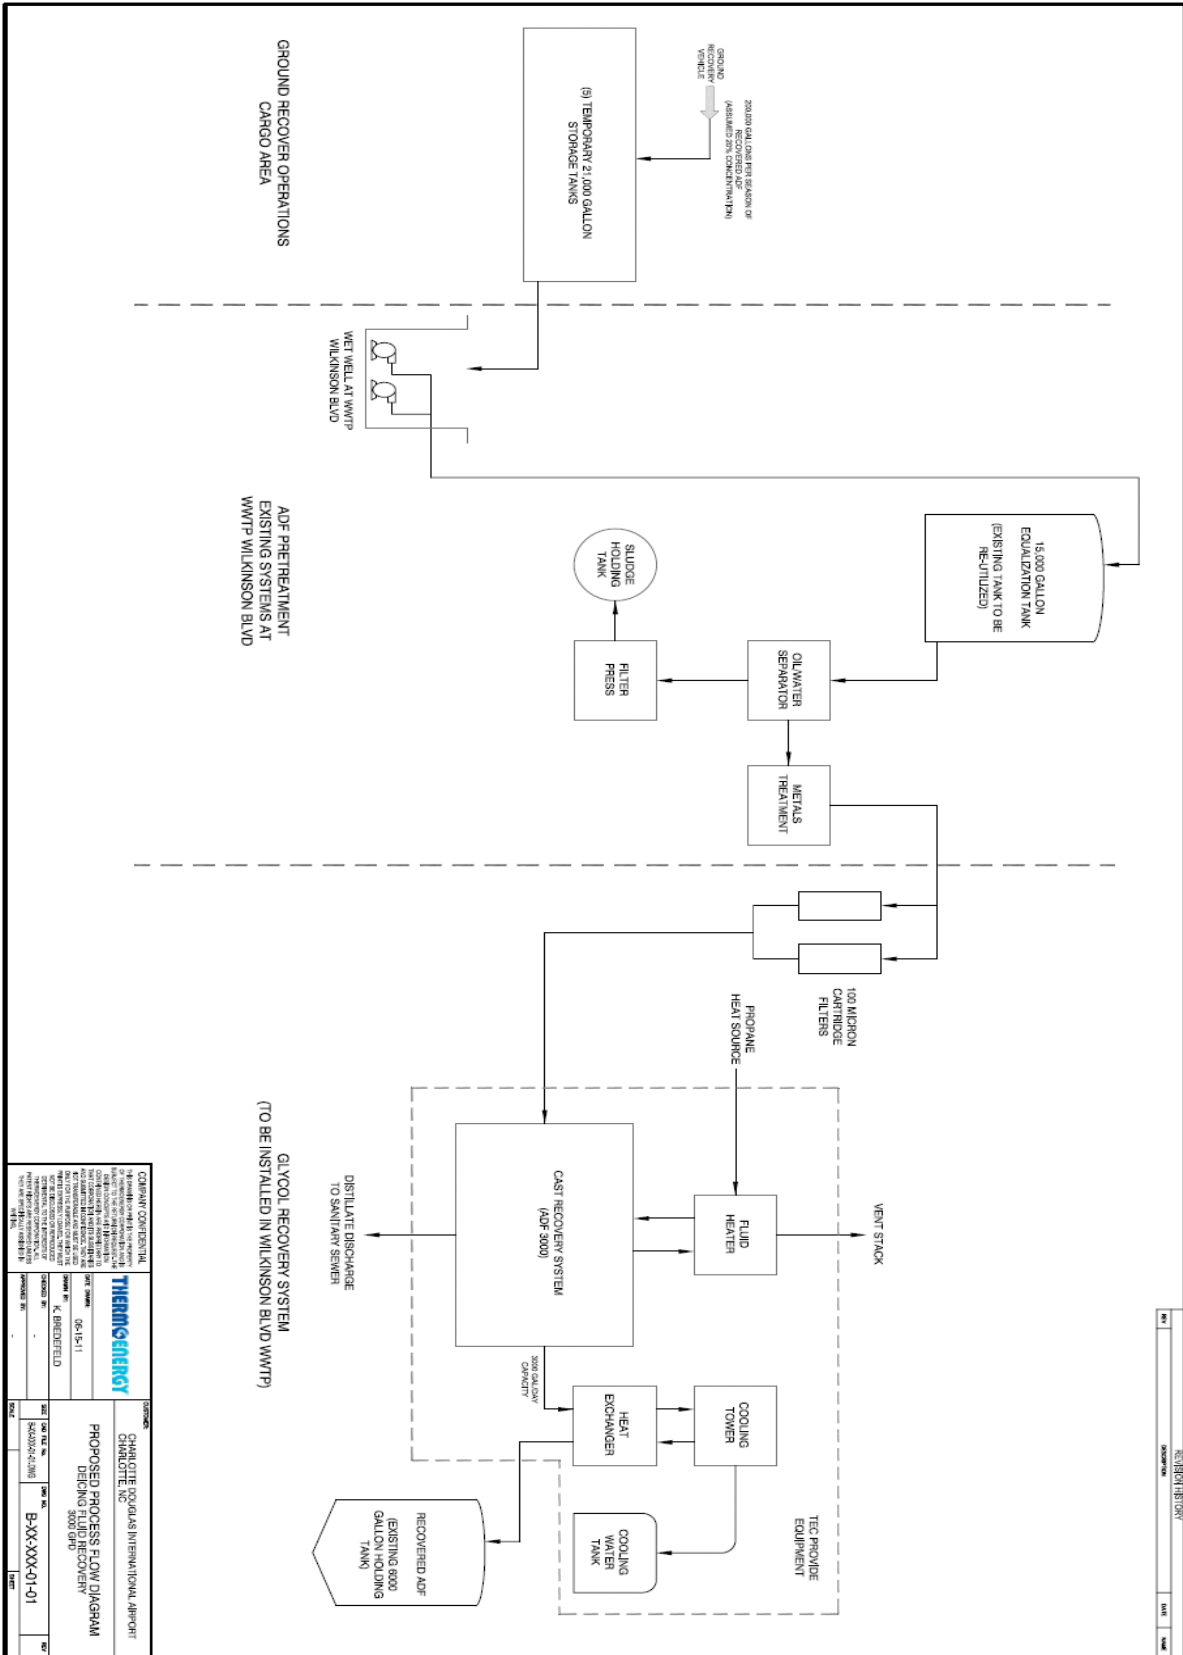 200,000 GALLONS PER SEASON OF
RECOVERED ADF
(ASSUMED 20% CONCENTRATION)
GROUND
RECOVERY
VEHICLE
(5) TEMPORARY 21,000 GALLON
STORAGE TANKS
GROUND RECOVER OPERATIONS
CARGO AREA
WET WELL AT WWTP
WILKINSON BLVD
15,000 GALLON
EQUALIZATION TANK
(EXISTING TANK TO BE
RE-UTILIZED)
OIL/WATER
SEPARATOR
METALS
TREATMENT
FILTER
PRESS
SLUDGE
HOLDING
TANK
ADF PRETREATMENT
EXISTING SYSTEMS AT
WWTP WILKINSON BLVD
100 MICRON
CARTRIDGE
FILTERS
PROPANE
HEAT SOURCE
VENT STACK
FLUID
HEATER
CAST RECOVERY SYSTEM
(ADF 3000)
DISTILLATE DISCHARGE
TO SANITARY SEWER
3000 GAL/DAY
CAPACITY
HEAT
EXCHANGER
COOLING
TOWER
COOLING
WATER
TANK
TEC PROVIDE
EQUIPMENT
RECOVERED ADF
(EXISTING 6000
GALLON HOLDING
TANK)
GLYCOL RECOVERY SYSTEM
(TO BE INSTALLED IN WILKINSON BLVD WWTP)
REVISION HISTORY
REV
DESCRIPTION
DATE
NAME
COMPANY CONFIDENTIAL
THERMOENERGY
DATE DRAWN:
06-15-11
DRAWN BY:
K. BREDEFELD
CHECKED BY:
-
APPROVED BY:
-
CUSTOMER:
CHARLOTTE DOUGLAS INTERNATIONAL AIRPORT
CHARLOTTE, NC
PROPOSED PROCESS FLOW DIAGRAM
DEICING FLUID RECOVERY
3000 GPD
SIZE
CAD FILE No.
DWG NO.
B-XX-XXX-01-01
REV
SCALE
SHEET